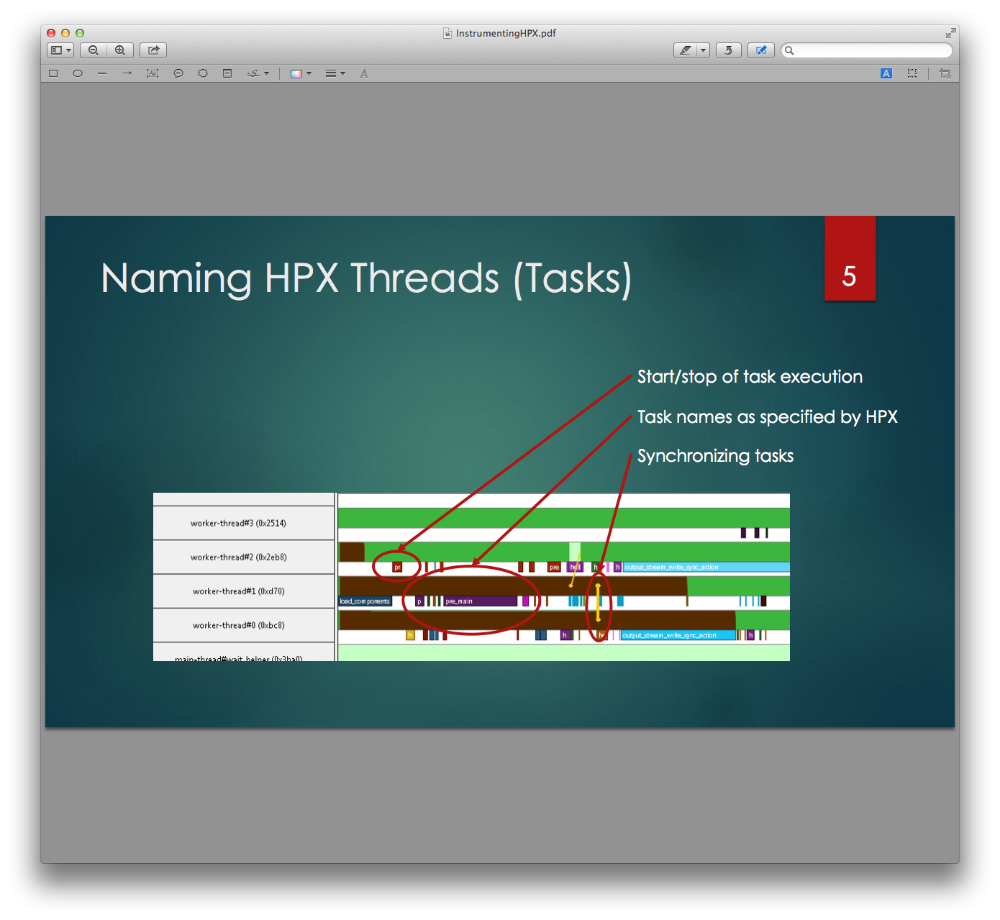 InstrumentingHPX.pdf
Aa
S
A
A
Naming HPX Threads (Tasks)
5
Start/stop of task execution
Task names as specified by HPX
Synchronizing tasks
worker-thread#3 (0x2514)
worker-thread#2 (0x2eb8)
pr
pre
hell
h
h
output_stream_write_sync_action
worker-thread#1 (0xd70)
load_components
p
pre_main
worker-thread#0 (0xbc8)
h
h
he
output_stream_write_sync_action
h
main-thread#wait_helper (0x3ba0)